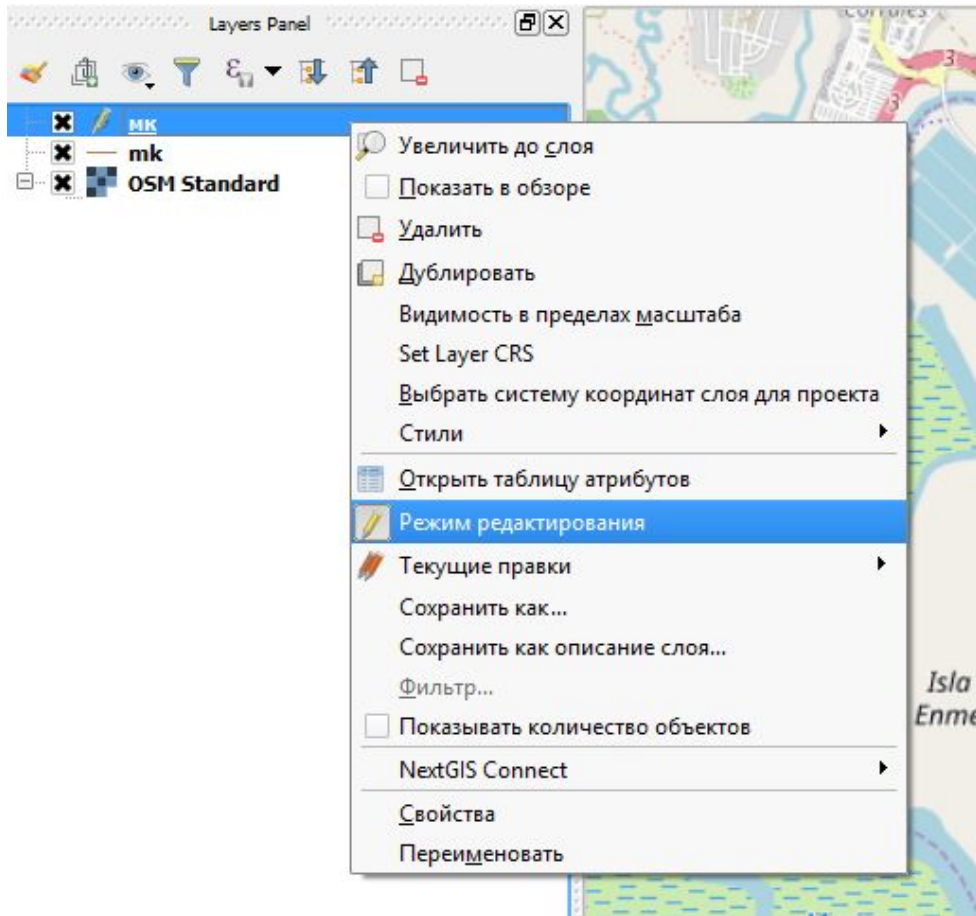 Layers Panel
мк
mk
OSM Standard
Увеличить до слоя
Показать в обзоре
Удалить
Дублировать
Видимость в пределах масштаба
Set Layer CRS
Выбрать систему координат слоя для проекта
Стили
Открыть таблицу атрибутов
Режим редактирования
Текущие правки
Сохранить как...
Сохранить как описание слоя...
Фильтр...
Показывать количество объектов
NextGIS Connect
Свойства
Переименовать
3
3
Isla
Enme